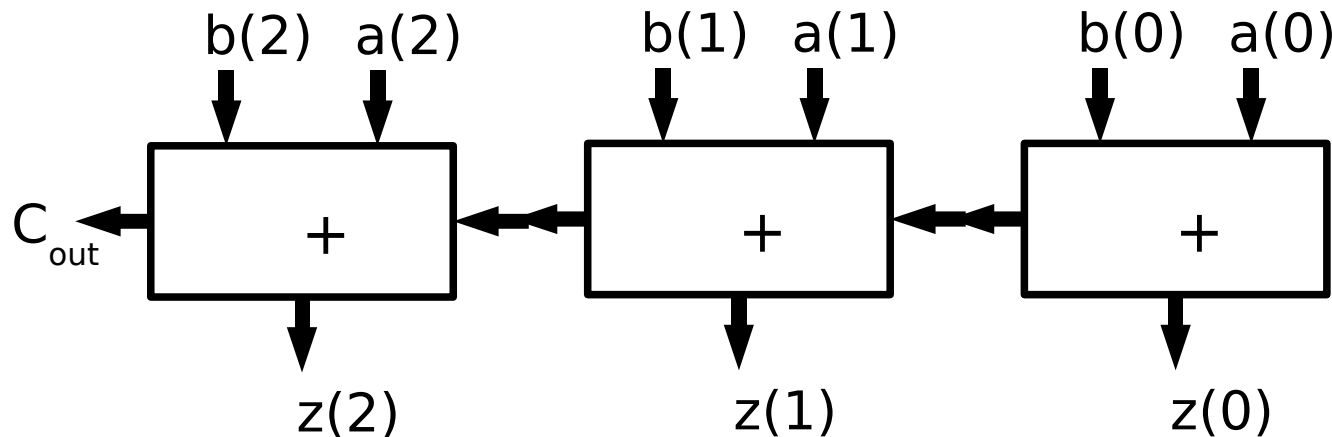 b(2) a(2) b(1) a(1) b(0) a(0)
C_out + + +
z(2) z(1) z(0)